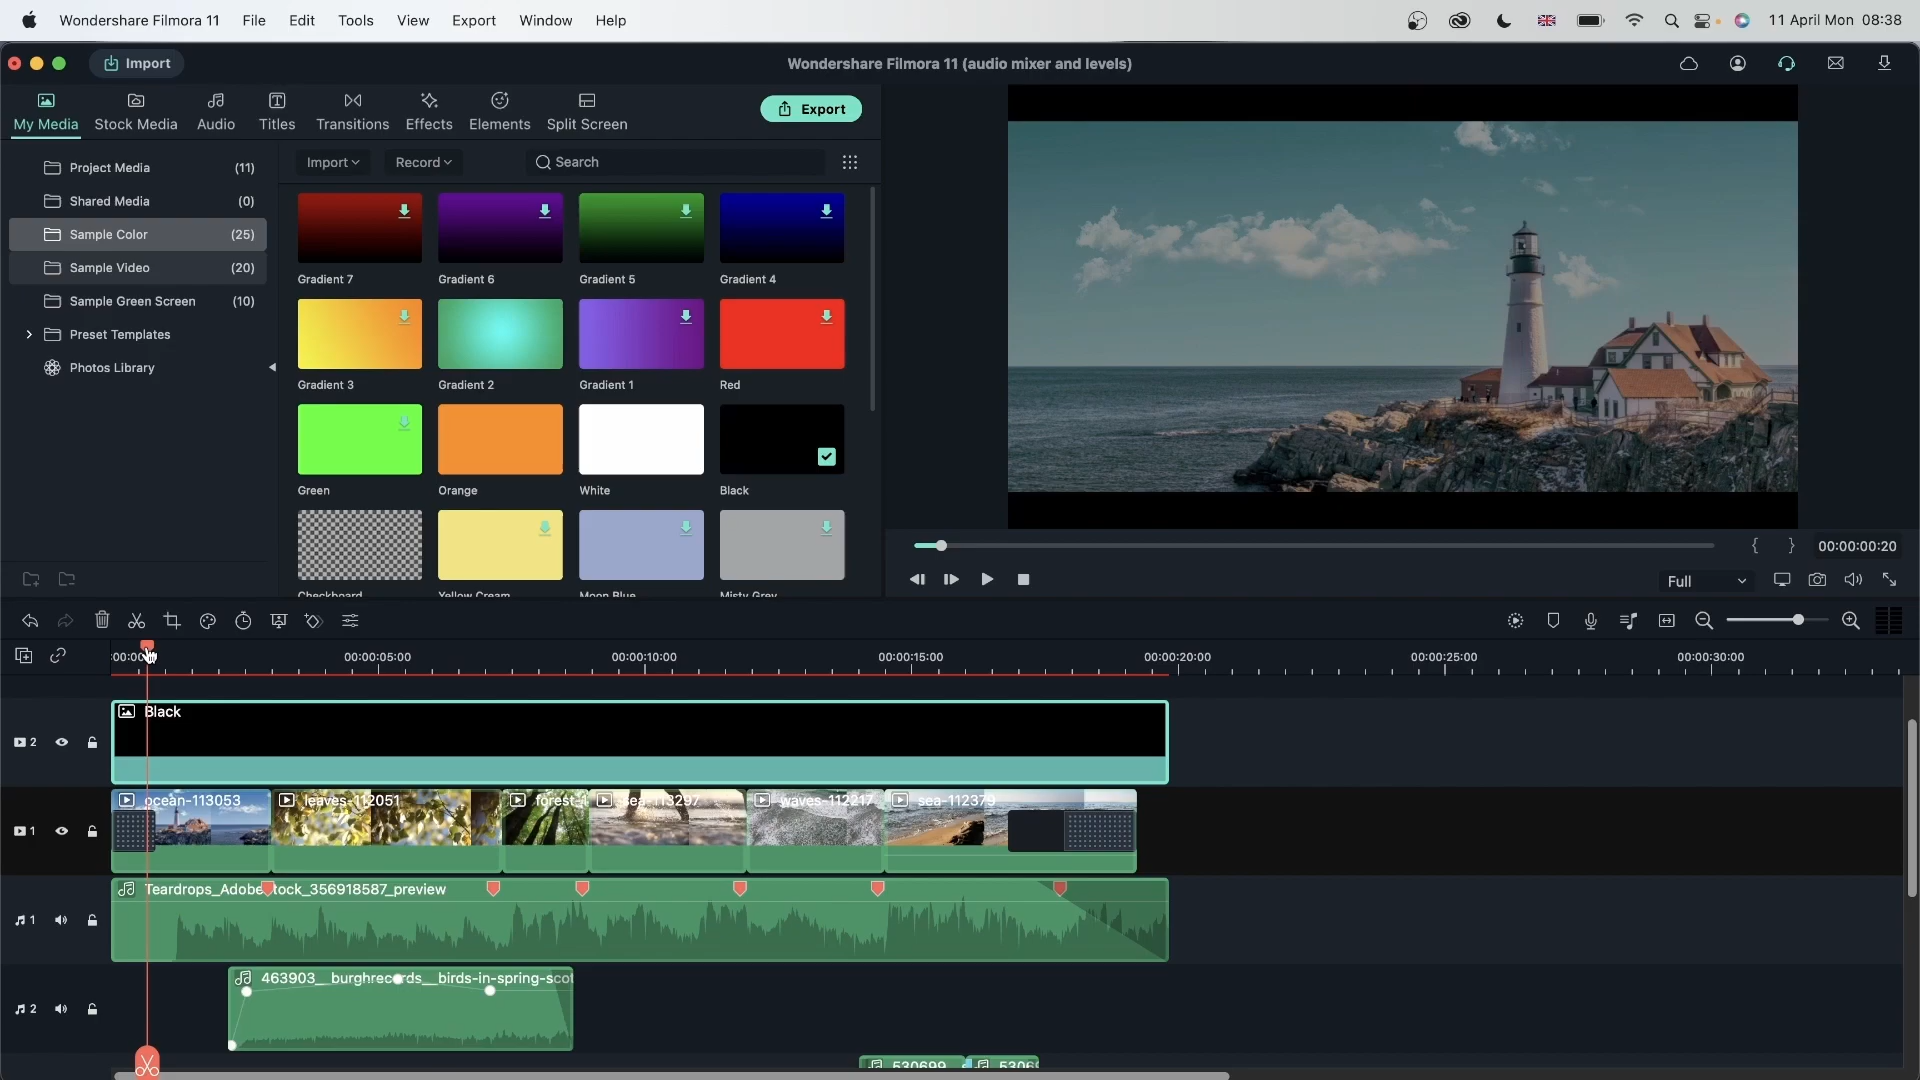 Wondershare Filmora 11 File Edit Tools View Export Window Help 11 April Mon 08:38
Import Wondershare Filmora 11 (audio mixer and levels)
My Media Stock Media Audio Titles Transitions Effects Elements Split Screen Export
Import Record Search
Project Media (11)
Shared Media (0)
Sample Color (25)
Sample Video (20)
Sample Green Screen (10)
Preset Templates
Photos Library
Gradient 7 Gradient 6 Gradient 5 Gradient 4
Gradient 3 Gradient 2 Gradient 1 Red
Green Orange White Black
Checkboard Yellow Cream Moon Blue Misty Grey
{ } 00:00:00:20
Full
:00:00 00:00:05:00 00:00:10:00 00:00:15:00 00:00:20:00 00:00:25:00 00:00:30:00
2 Black
1 ocean-113053 leaves-112051 forest-1 sea-113297 waves-112217 sea-112379
1 Teardrops_AdobeStock_356918587_preview
2 463903__burghrecords__birds-in-spring-scot
530699 53069